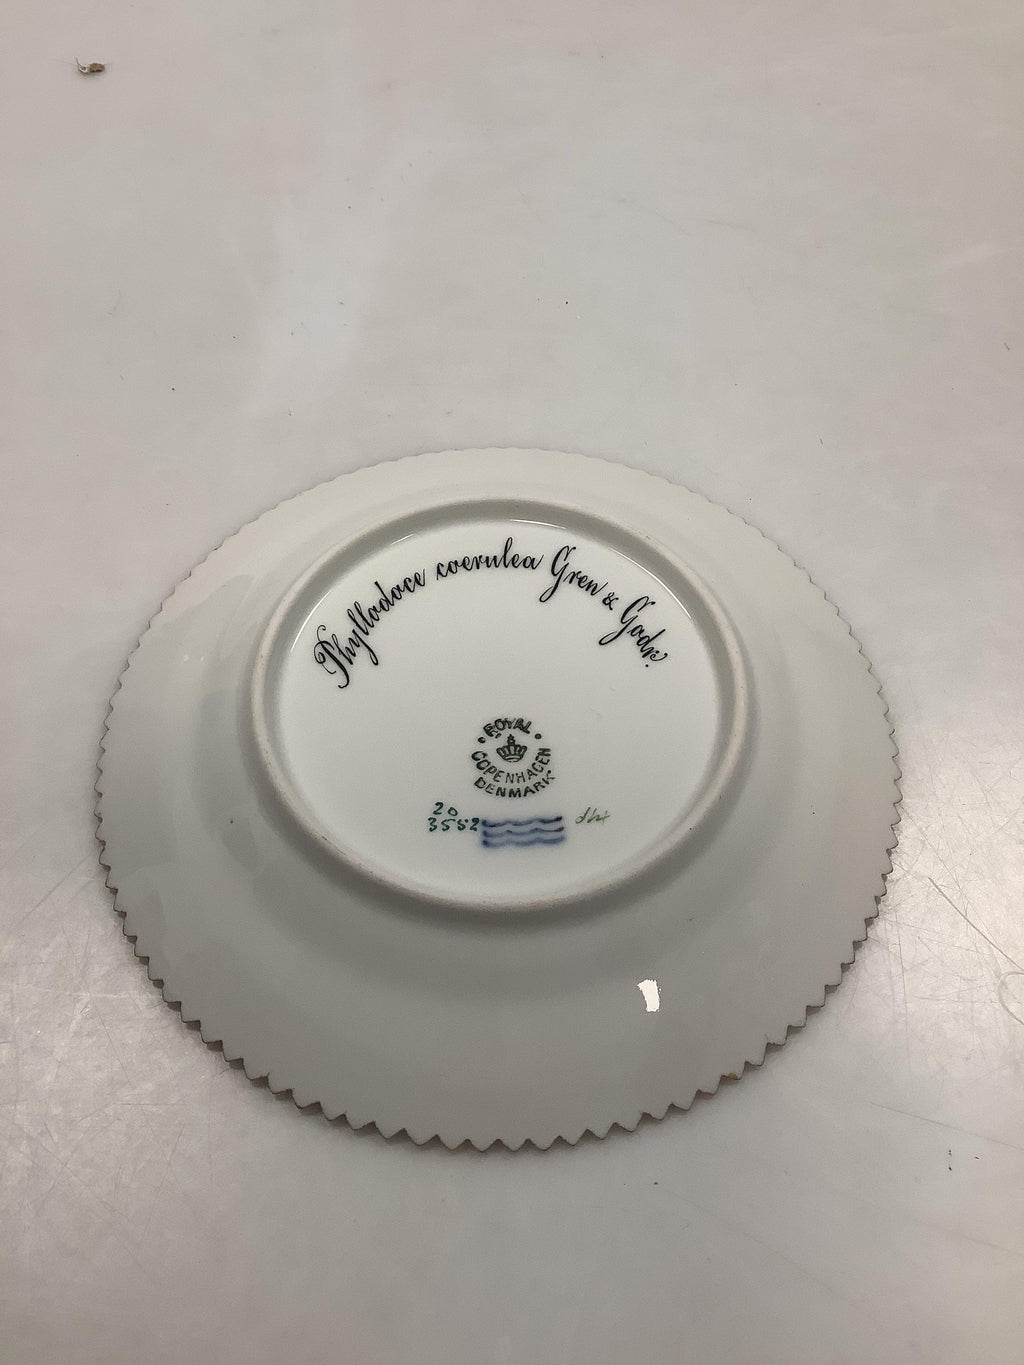 Phyllodoce coerulea Gren & Godr.
ROYAL
COPENHAGEN
DENMARK
20
3552